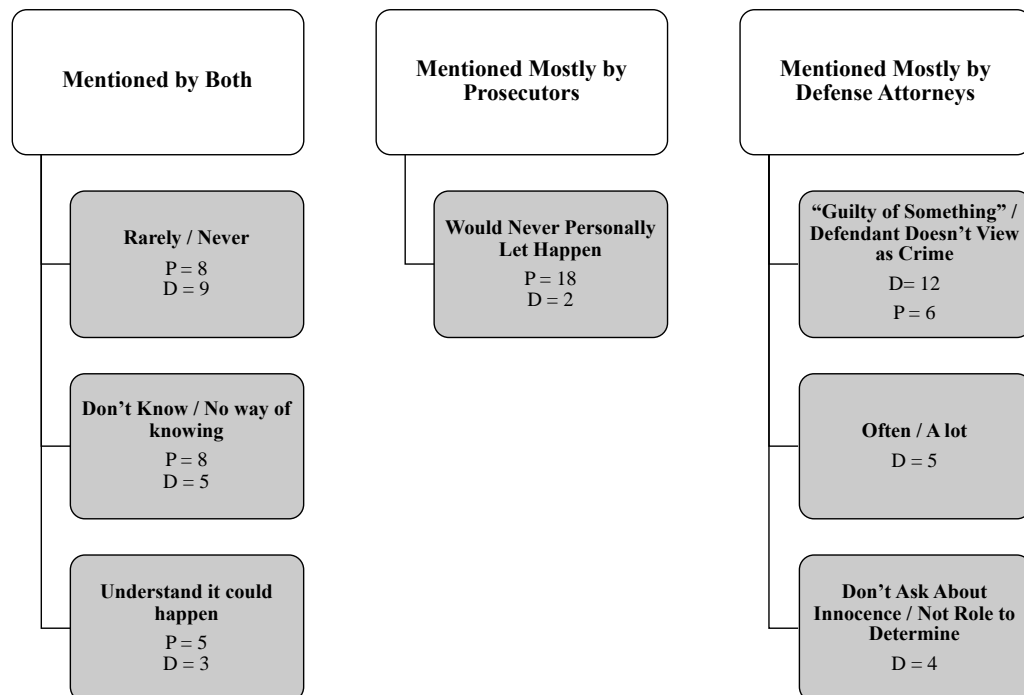 Mentioned by Both
Rarely / Never
P = 8
D = 9
Don’t Know / No way of
knowing
P = 8
D = 5
Understand it could
happen
P = 5
D = 3
Mentioned Mostly by
Prosecutors
Would Never Personally
Let Happen
P = 18
D = 2
Mentioned Mostly by
Defense Attorneys
“Guilty of Something” /
Defendant Doesn’t View
as Crime
D= 12
P = 6
Often / A lot
D = 5
Don’t Ask About
Innocence / Not Role to
Determine
D = 4